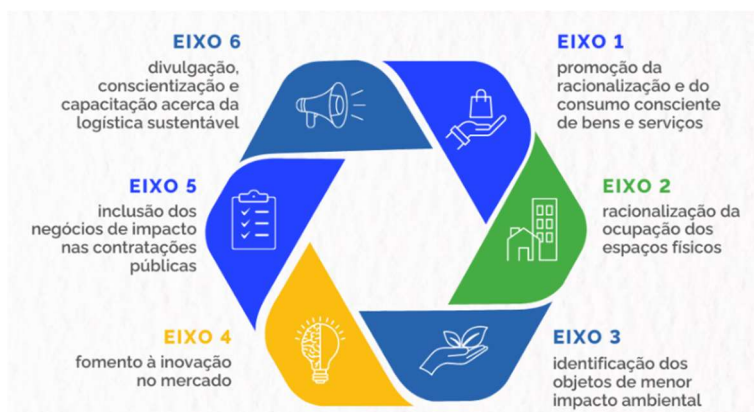 EIXO 1
promoção da
racionalização e do
consumo consciente
de bens e serviços
EIXO 2
racionalização da
ocupação dos
espaços físicos
EIXO 3
identificação dos
objetos de menor
impacto ambiental
EIXO 4
fomento à inovação
no mercado
EIXO 5
inclusão dos
negócios de impacto
nas contratações
públicas
EIXO 6
divulgação,
conscientização e
capacitação acerca da
logística sustentável